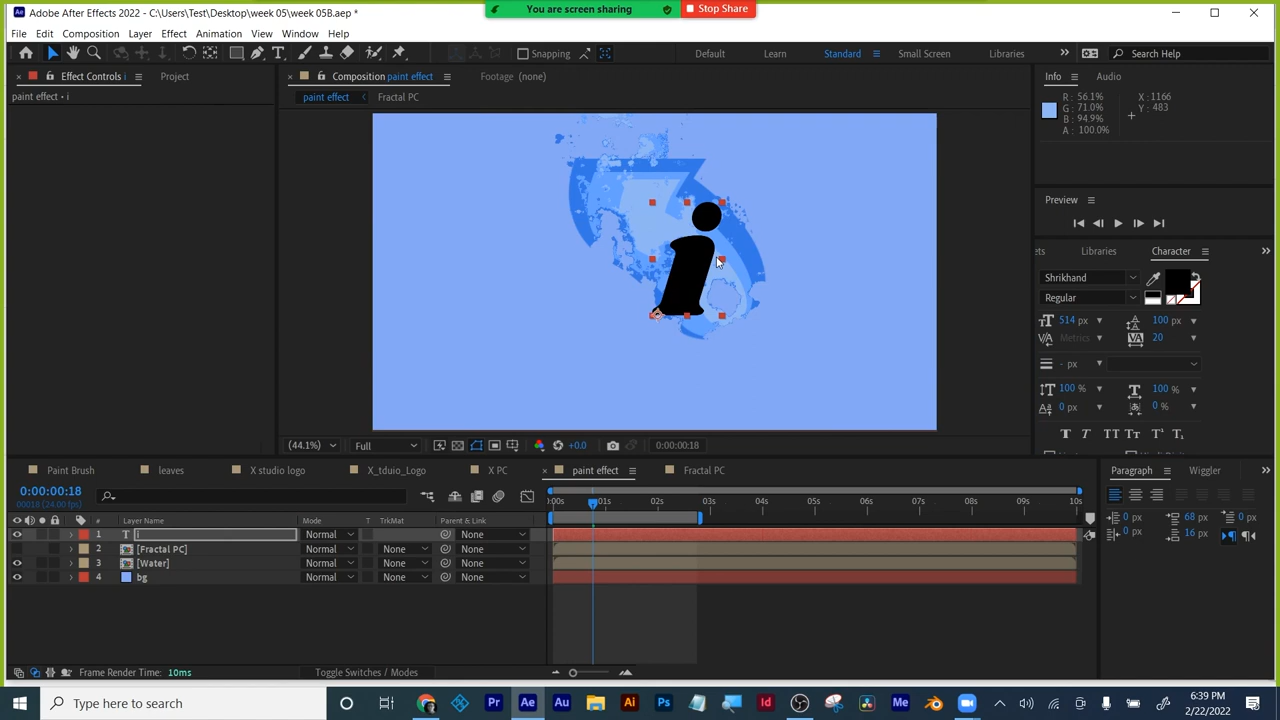 You are screen sharing
Stop Share
Adobe After Effects 2022 - C:\Users\Test\Desktop\week 05\week 05B.aep *
File Edit Composition Layer Effect Animation View Window Help
Snapping
Default Learn Standard Small Screen Libraries
Search Help
Effect Controls i
Project
Composition paint effect
Footage (none)
Info
Audio
paint effect • i
paint effect
Fractal PC
R: 56.1%
G: 71.0%
B: 94.9%
A: 100.0%
X: 1166
Y: 483
Preview
ets Libraries Character
Shrikhand
Regular
514 px
100 px
Metrics
20
- px
100 %
100 %
0 px
0 %
i
(44.1%)
Full
+0.0
0:00:00:18
Paint Brush
leaves
X studio logo
X_tduio_Logo
X PC
paint effect
Fractal PC
Paragraph
Wiggler
0:00:00:18
00018 (24.00 fps)
:00s 01s 02s 03s 04s 05s 06s 07s 08s 09s 10s
# Layer Name Mode T TrkMat Parent & Link
1 T i Normal None
2 [Fractal PC] Normal None None
3 [Water] Normal None None
4 bg Normal None None
0 px
68 px
0 px
0 px
16 px
Frame Render Time: 10ms
Toggle Switches / Modes
Type here to search
6:39 PM
2/22/2022